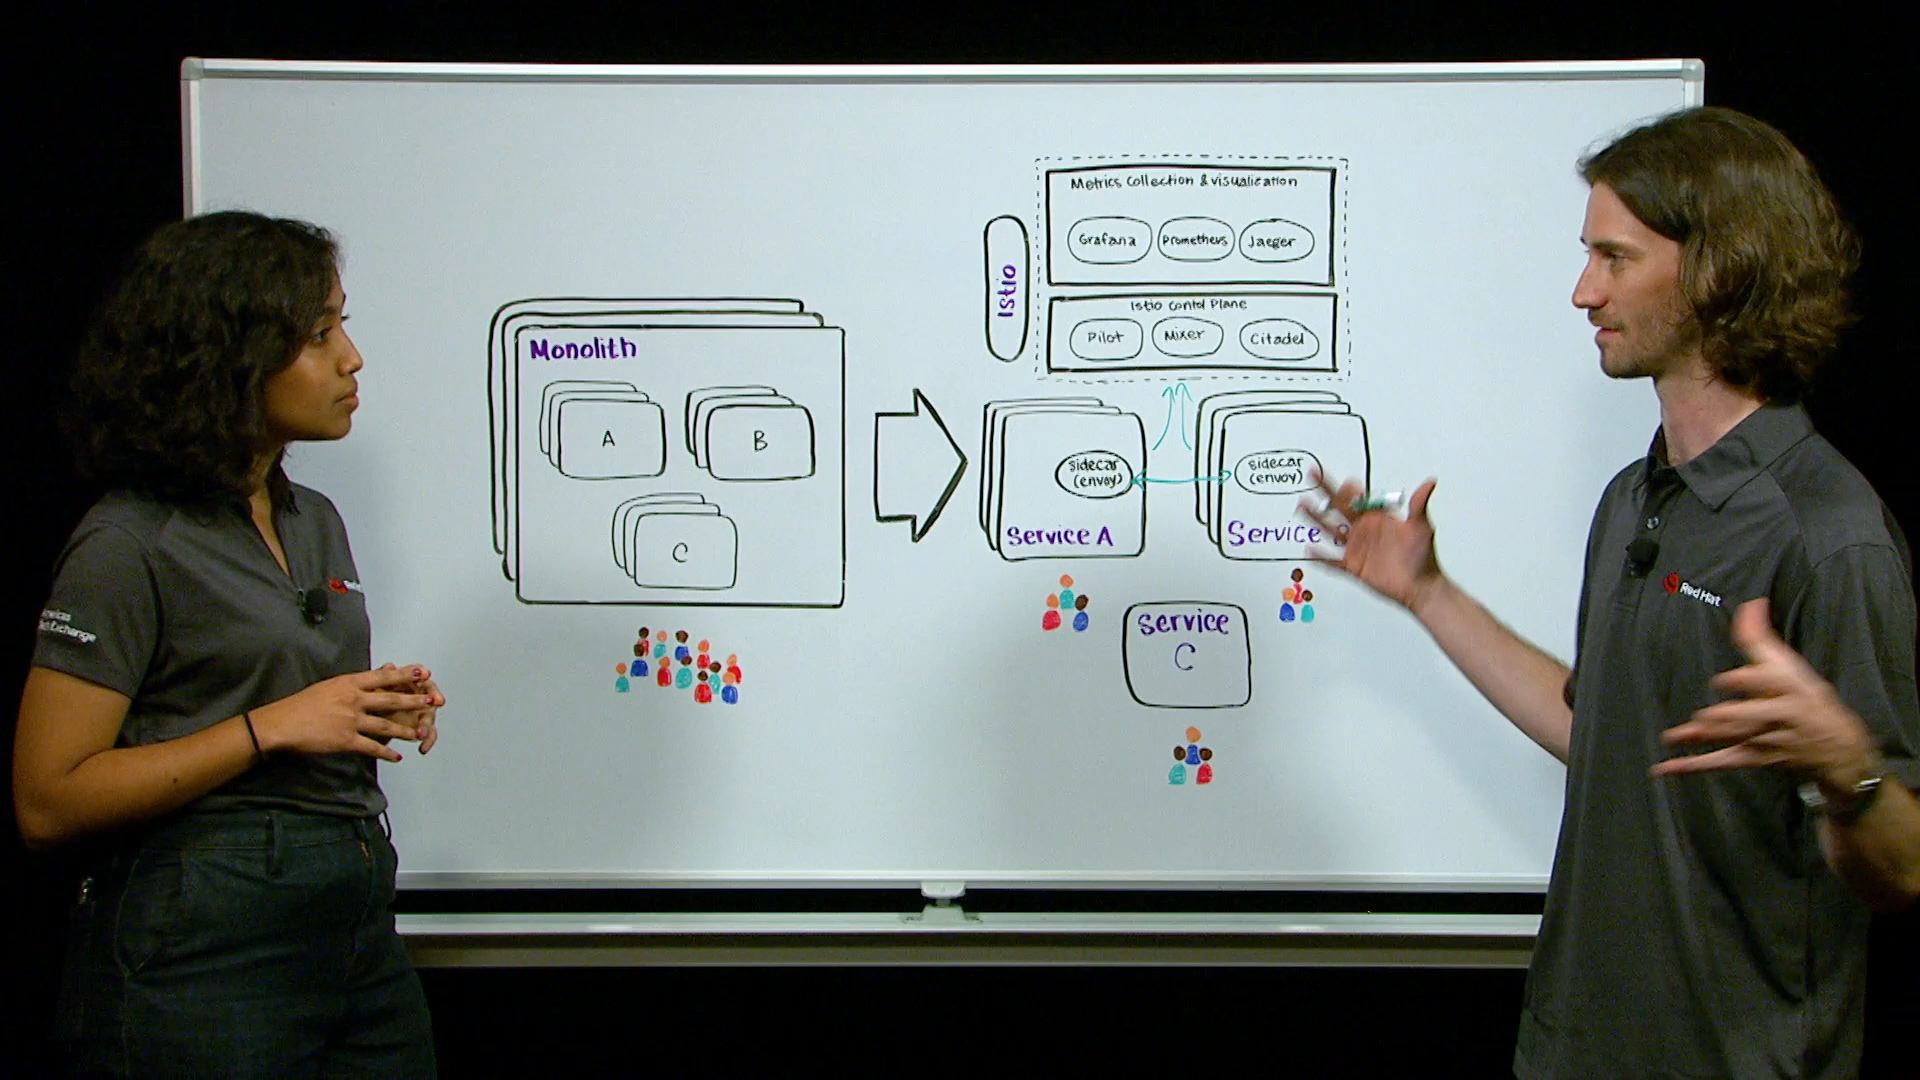 Metrics Collection & visualization
Grafana
Prometheus
Jaeger
Istio
Istio Contol Plane
Pilot
Mixer
Citadel
Monolith
A
B
C
sidecar
(envoy)
Service A
sidecar
(envoy)
Service
Service
C
Red Hat